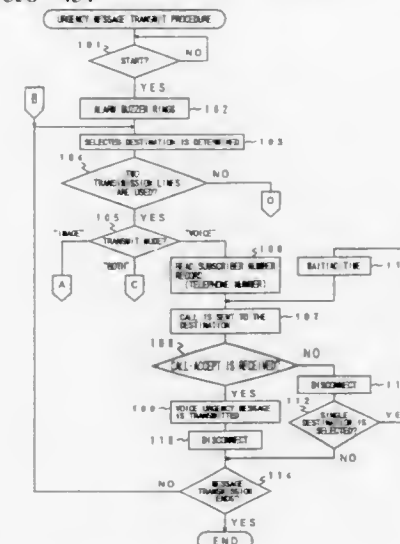 URGENCY MESSAGE TRANSMIT PROCEDURE
101
START?
NO
YES
B
ALARM BUZZER RINGS
102
SELECTED DESTINATION IS DETERMINED
103
104
TWO
TRANSMISSION LINES
ARE USED?
NO
YES
105
TRANSMIT MODE?
"IMAGE"
"VOICE"
"BOTH"
A
C
READ SUBSCRIBER NUMBER
RECORD
(TELEPHONE NUMBER)
WAITING TIME
CALL IS SENT TO THE
DESTINATION
107
CALL-ACCEPT IS RECEIVED?
NO
YES
DISCONNECT
112
VOICE URGENCY MESSAGE
IS TRANSMITTED
SINGLE
DESTINATION IS
SELECTED?
DISCONNECT
NO
114
MESSAGE
TRANSMISSION
ENDS?
NO
YES
END